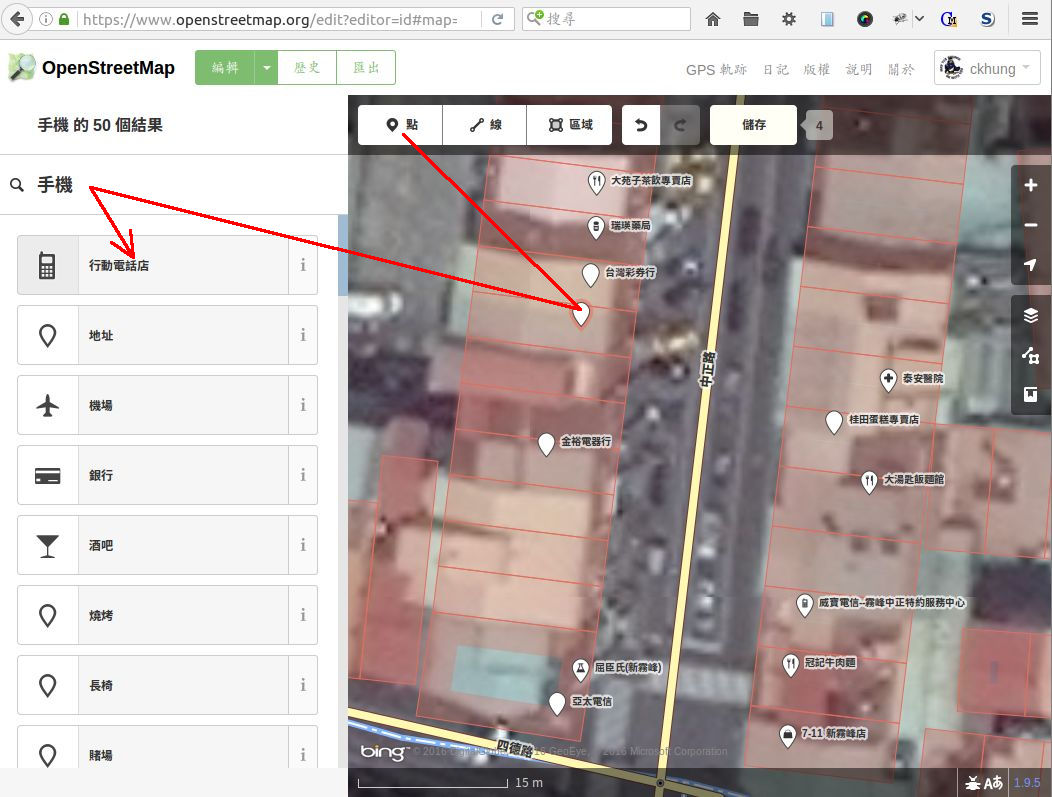 https://www.openstreetmap.org/edit?editor=id#map=
搜尋
OpenStreetMap
編輯
歷史
匯出
GPS 軌跡
日記
版權
說明
關於
ckhung
手機 的 50 個結果
點
線
區域
儲存
4
手機
行動電話店
地址
機場
銀行
酒吧
燒烤
長椅
賭場
大苑子茶飲專賣店
瑞瑛藥局
台灣彩券行
中正路
泰安醫院
桂田蛋糕專賣店
金裕電器行
大湯匙飯麵館
威寶電信--霧峰中正特約服務中心
冠記牛肉麵
屈臣氏(新霧峰)
亞太電信
7-11 新霧峰店
四德路
bing
© 2016
16 GeoEye,
2016 Microsoft Corporation
15 m
1.9.5